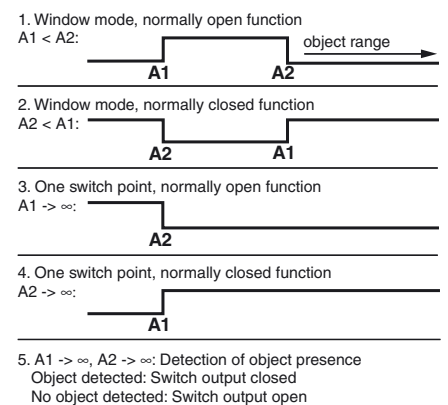 1. Window mode, normally open function
A1 < A2:
object range
A1 A2
2. Window mode, normally closed function
A2 < A1:
A2 A1
3. One switch point, normally open function
A1 -> ∞:
A2
4. One switch point, normally closed function
A2 -> ∞:
A1
5. A1 -> ∞, A2 -> ∞: Detection of object presence
Object detected: Switch output closed
No object detected: Switch output open